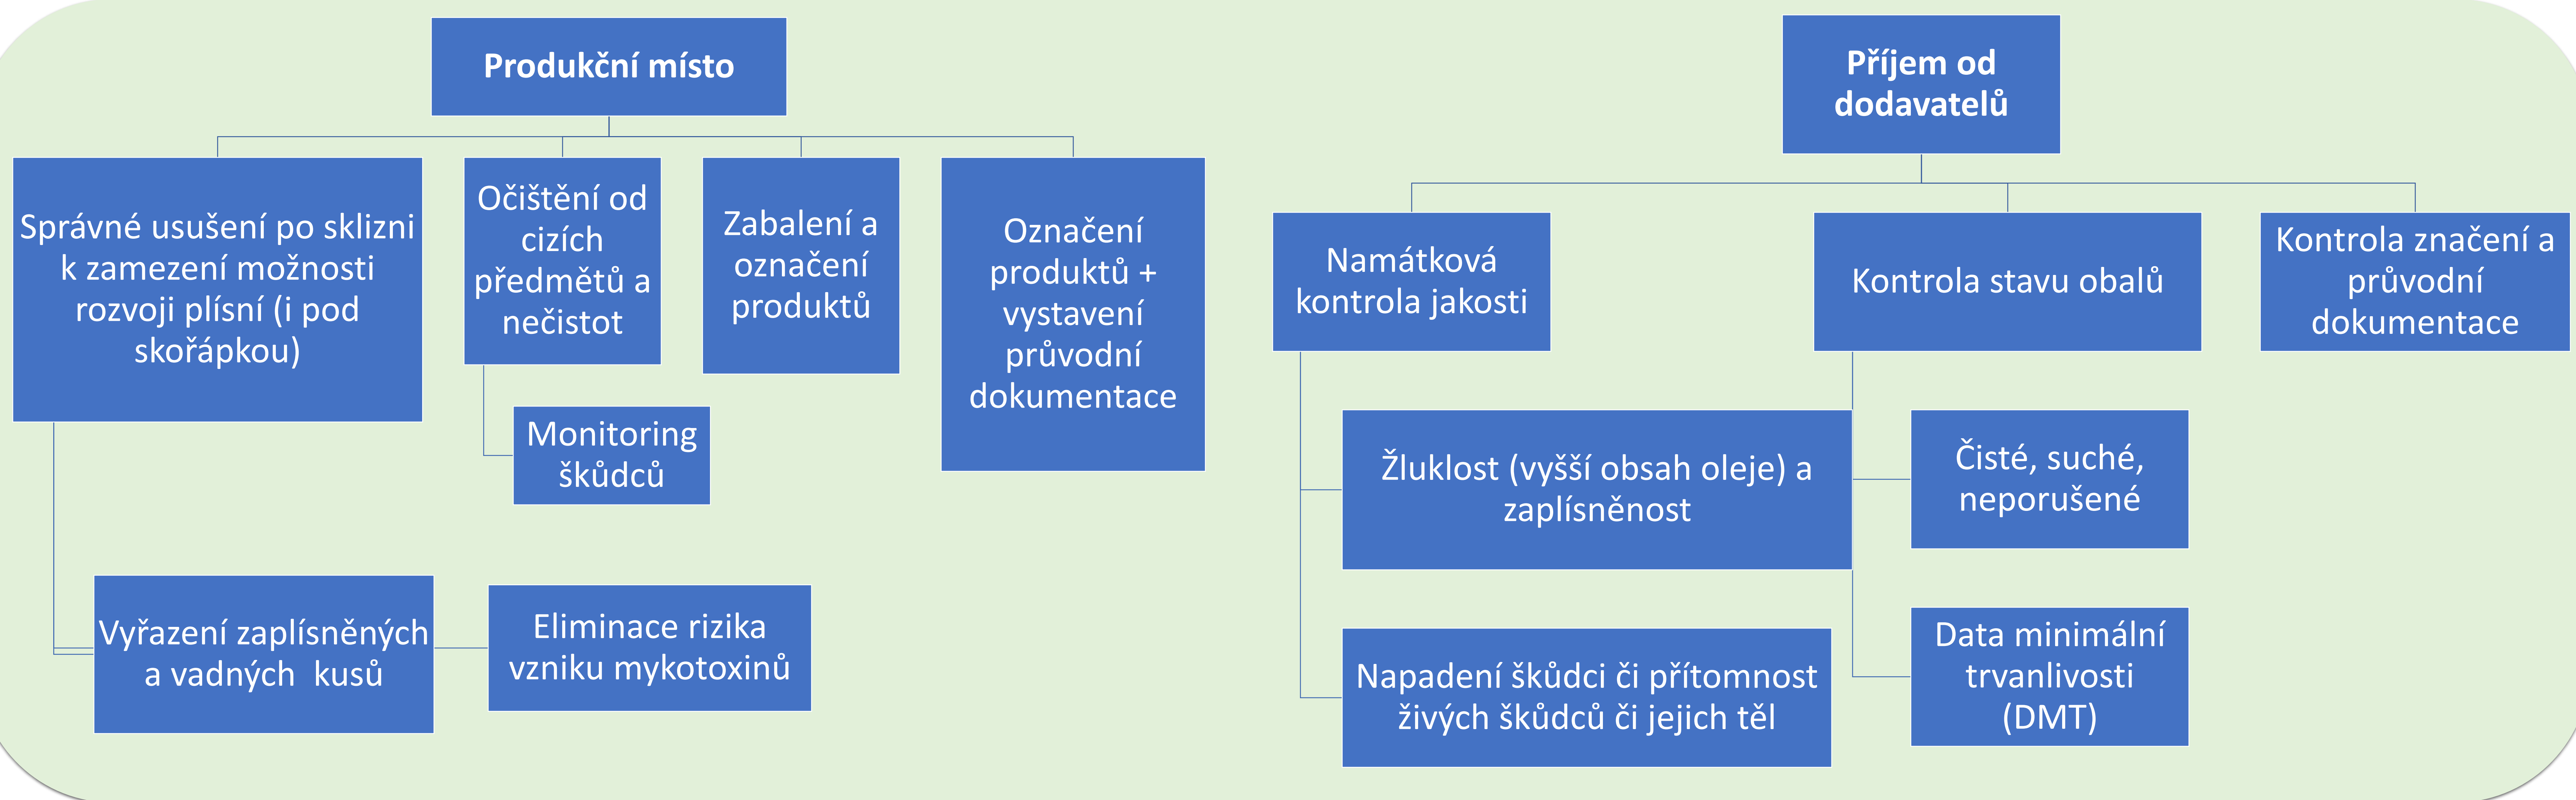 Produkční místo
Správné usušení po sklizni
k zamezení možnosti
rozvoji plísní (i pod
skořápkou)
Vyřazení zaplísněných
a vadných  kusů
Eliminace rizika
vzniku mykotoxinů
Očištění od
cizích
předmětů a
nečistot
Monitoring
škůdců
Zabalení a
označení
produktů
Označení
produktů +
vystavení
průvodní
dokumentace
Příjem od
dodavatelů
Namátková
kontrola jakosti
Žluklost (vyšší obsah oleje) a
zaplísněnost
Napadení škůdci či přítomnost
živých škůdců či jejich těl
Kontrola stavu obalů
Čisté, suché,
neporušené
Data minimální
trvanlivosti
(DMT)
Kontrola značení a
průvodní
dokumentace